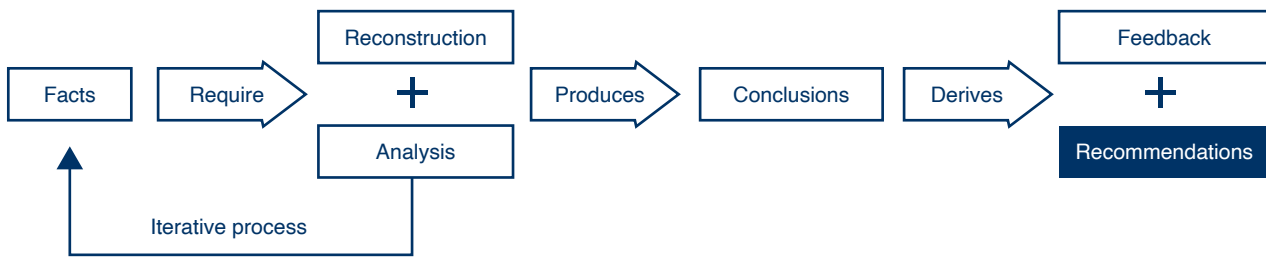 Facts
Require
Reconstruction
+
Analysis
Produces
Conclusions
Derives
Feedback
+
Recommendations
Iterative process